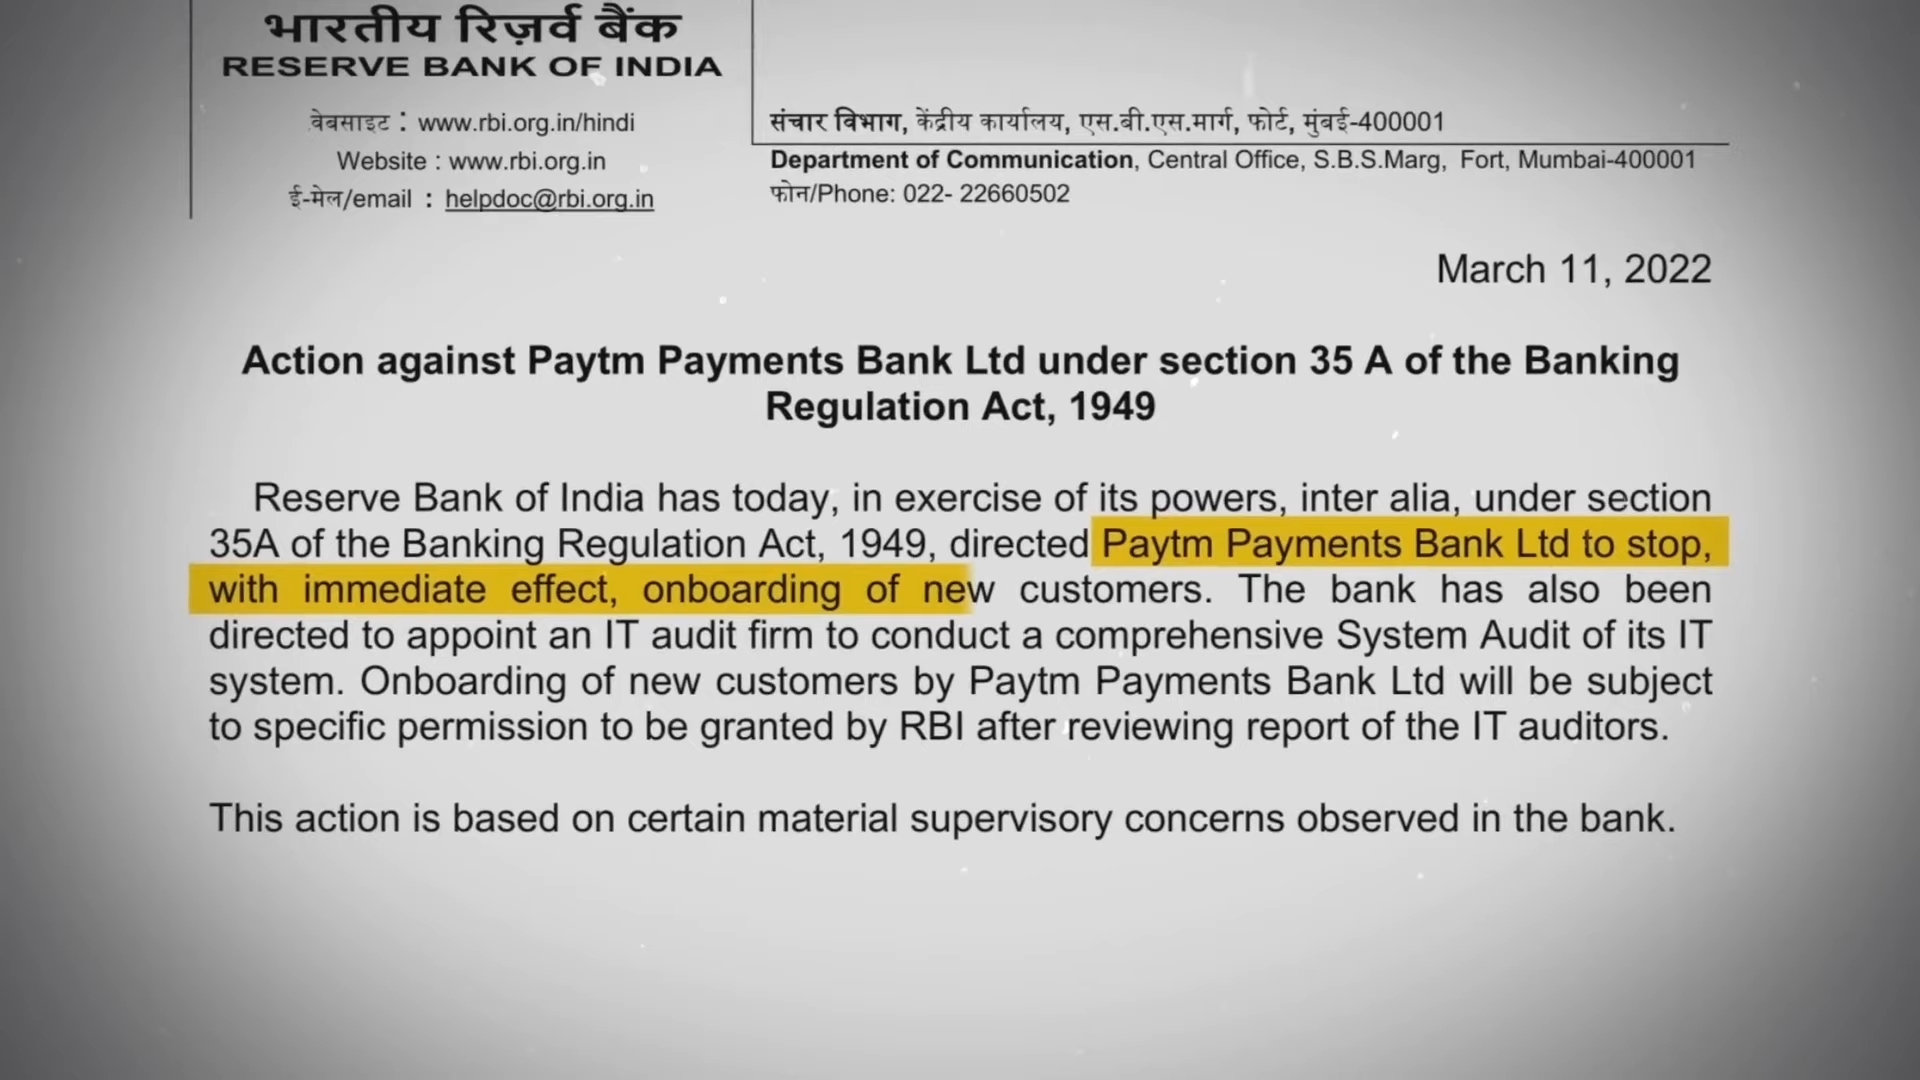 भारतीय रिज़र्व बैंक
RESERVE BANK OF INDIA
वेबसाइट : www.rbi.org.in/hindi
Website : www.rbi.org.in
ई-मेल/email : helpdoc@rbi.org.in
संचार विभाग, केंद्रीय कार्यालय, एस.बी.एस.मार्ग, फोर्ट, मुंबई-400001
Department of Communication, Central Office, S.B.S.Marg, Fort, Mumbai-400001
फोन/Phone: 022- 22660502
March 11, 2022
Action against Paytm Payments Bank Ltd under section 35 A of the Banking
Regulation Act, 1949
Reserve Bank of India has today, in exercise of its powers, inter alia, under section
35A of the Banking Regulation Act, 1949, directed Paytm Payments Bank Ltd to stop,
with immediate effect, onboarding of new customers. The bank has also been
directed to appoint an IT audit firm to conduct a comprehensive System Audit of its IT
system. Onboarding of new customers by Paytm Payments Bank Ltd will be subject
to specific permission to be granted by RBI after reviewing report of the IT auditors.
This action is based on certain material supervisory concerns observed in the bank.